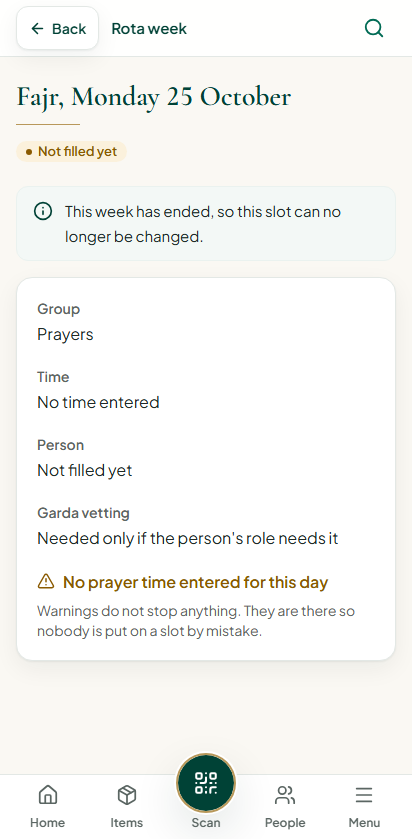 Back
Rota week
Fajr, Monday 25 October
Not filled yet
This week has ended, so this slot can no
longer be changed.
Group
Prayers
Time
No time entered
Person
Not filled yet
Garda vetting
Needed only if the person's role needs it
No prayer time entered for this day
Warnings do not stop anything. They are there so
nobody is put on a slot by mistake.
Home
Items
Scan
People
Menu